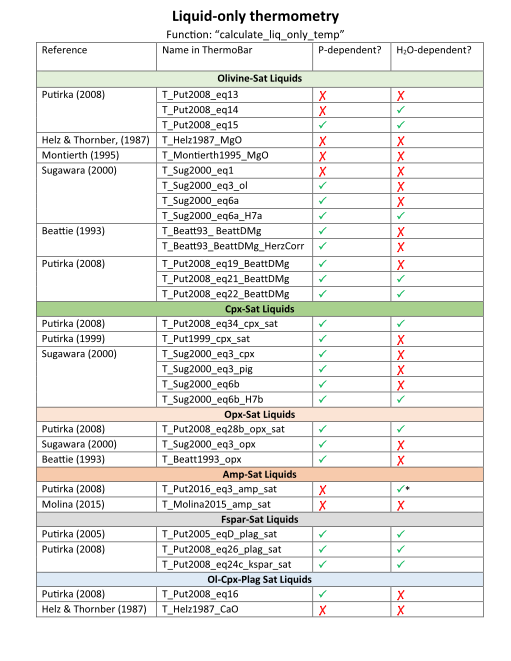 Liquid-only thermometry
Function: “calculate_liq_only_temp”
Reference Name in ThermoBar P-dependent? H₂O-dependent?
Olivine-Sat Liquids
Putirka (2008) T_Put2008_eq13 ✗ ✗
T_Put2008_eq14 ✗ ✓
T_Put2008_eq15 ✓ ✓
Helz & Thornber, (1987) T_Helz1987_MgO ✗ ✗
Montierth (1995) T_Montierth1995_MgO ✗ ✗
Sugawara (2000) T_Sug2000_eq1 ✗ ✗
T_Sug2000_eq3_ol ✓ ✗
T_Sug2000_eq6a ✓ ✗
T_Sug2000_eq6a_H7a ✓ ✓
Beattie (1993) T_Beatt93_ BeattDMg ✓ ✗
T_Beatt93_BeattDMg_HerzCorr ✓ ✗
Putirka (2008) T_Put2008_eq19_BeattDMg ✓ ✗
T_Put2008_eq21_BeattDMg ✓ ✓
T_Put2008_eq22_BeattDMg ✓ ✓
Cpx-Sat Liquids
Putirka (2008) T_Put2008_eq34_cpx_sat ✓ ✓
Putirka (1999) T_Put1999_cpx_sat ✓ ✗
Sugawara (2000) T_Sug2000_eq3_cpx ✓ ✗
T_Sug2000_eq3_pig ✓ ✗
T_Sug2000_eq6b ✓ ✗
T_Sug2000_eq6b_H7b ✓ ✓
Opx-Sat Liquids
Putirka (2008) T_Put2008_eq28b_opx_sat ✓ ✓
Sugawara (2000) T_Sug2000_eq3_opx ✓ ✗
Beattie (1993) T_Beatt1993_opx ✓ ✗
Amp-Sat Liquids
Putirka (2008) T_Put2016_eq3_amp_sat ✗ ✓*
Molina (2015) T_Molina2015_amp_sat ✗ ✗
Fspar-Sat Liquids
Putirka (2005) T_Put2005_eqD_plag_sat ✓ ✓
Putirka (2008) T_Put2008_eq26_plag_sat ✓ ✓
T_Put2008_eq24c_kspar_sat ✓ ✓
Ol-Cpx-Plag Sat Liquids
Putirka (2008) T_Put2008_eq16 ✓ ✗
Helz & Thornber (1987) T_Helz1987_CaO ✗ ✗